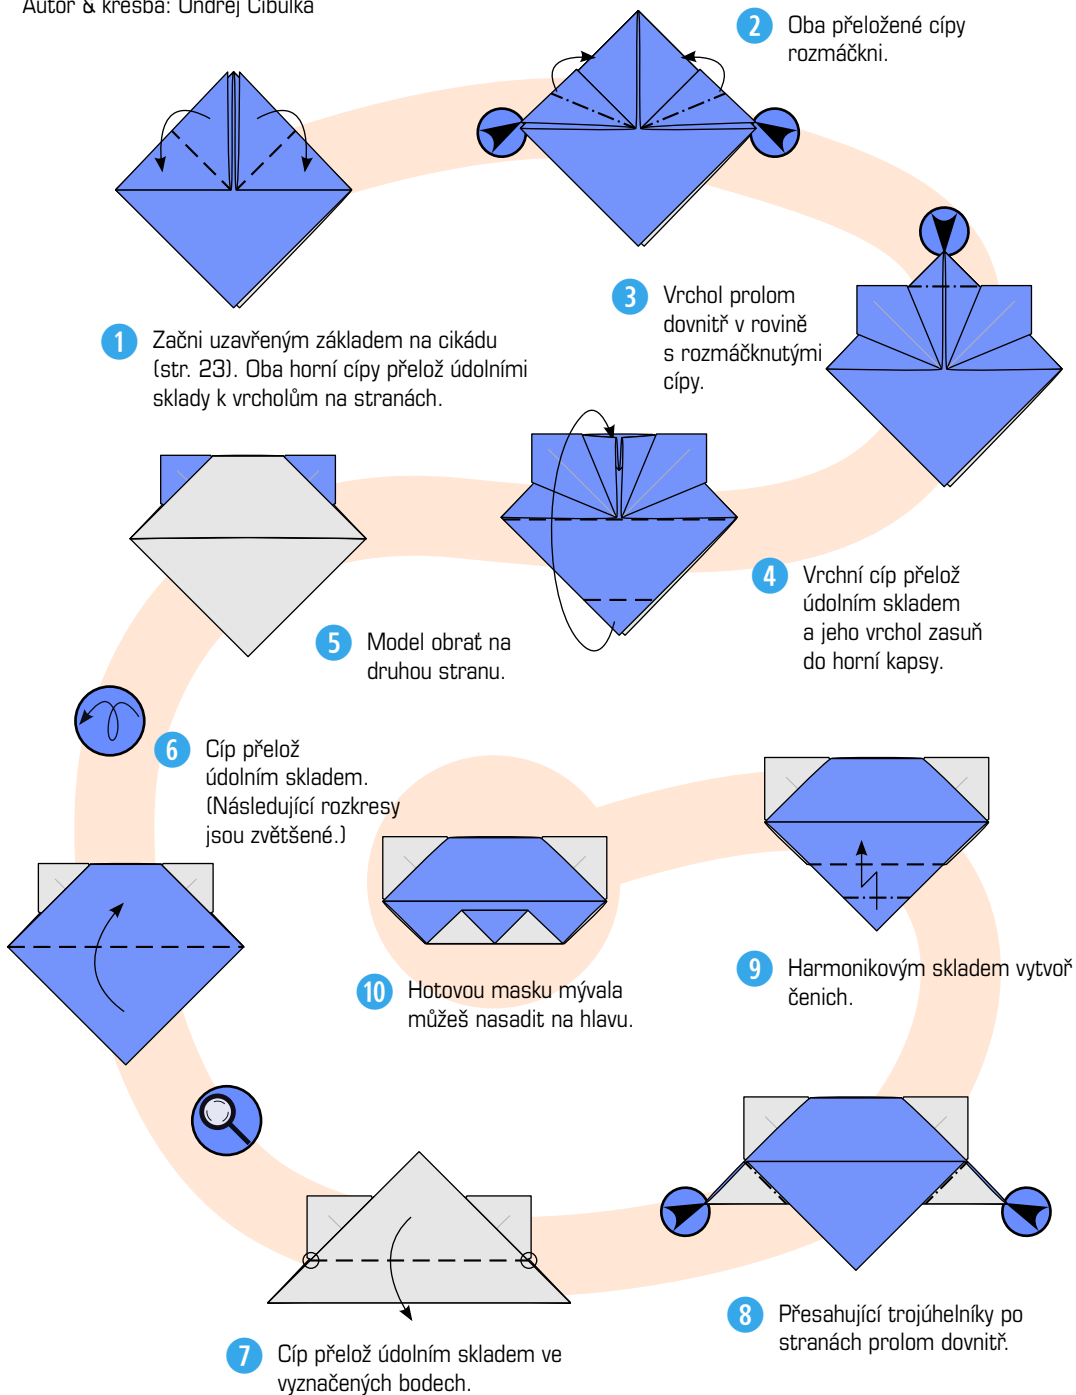 Autor & kresba: Ondřej Cibulka
1 Začni uzavřeným základem na cikádu
(str. 23). Oba horní cípy přelož údolními
sklady k vrcholům na stranách.
2 Oba přeložené cípy
rozmáčkni.
3 Vrchol prolom
dovnitř v rovině
s rozmáčknutými
cípy.
4 Vrchní cíp přelož
údolním skladem
a jeho vrchol zasuň
do horní kapsy.
5 Model obrať na
druhou stranu.
6 Cíp přelož
údolním skladem.
(Následující rozkresy
jsou zvětšené.)
7 Cíp přelož údolním skladem ve
vyznačených bodech.
8 Přesahující trojúhelníky po
stranách prolom dovnitř.
9 Harmonikovým skladem vytvoř
čenich.
10 Hotovou masku mývala
můžeš nasadit na hlavu.